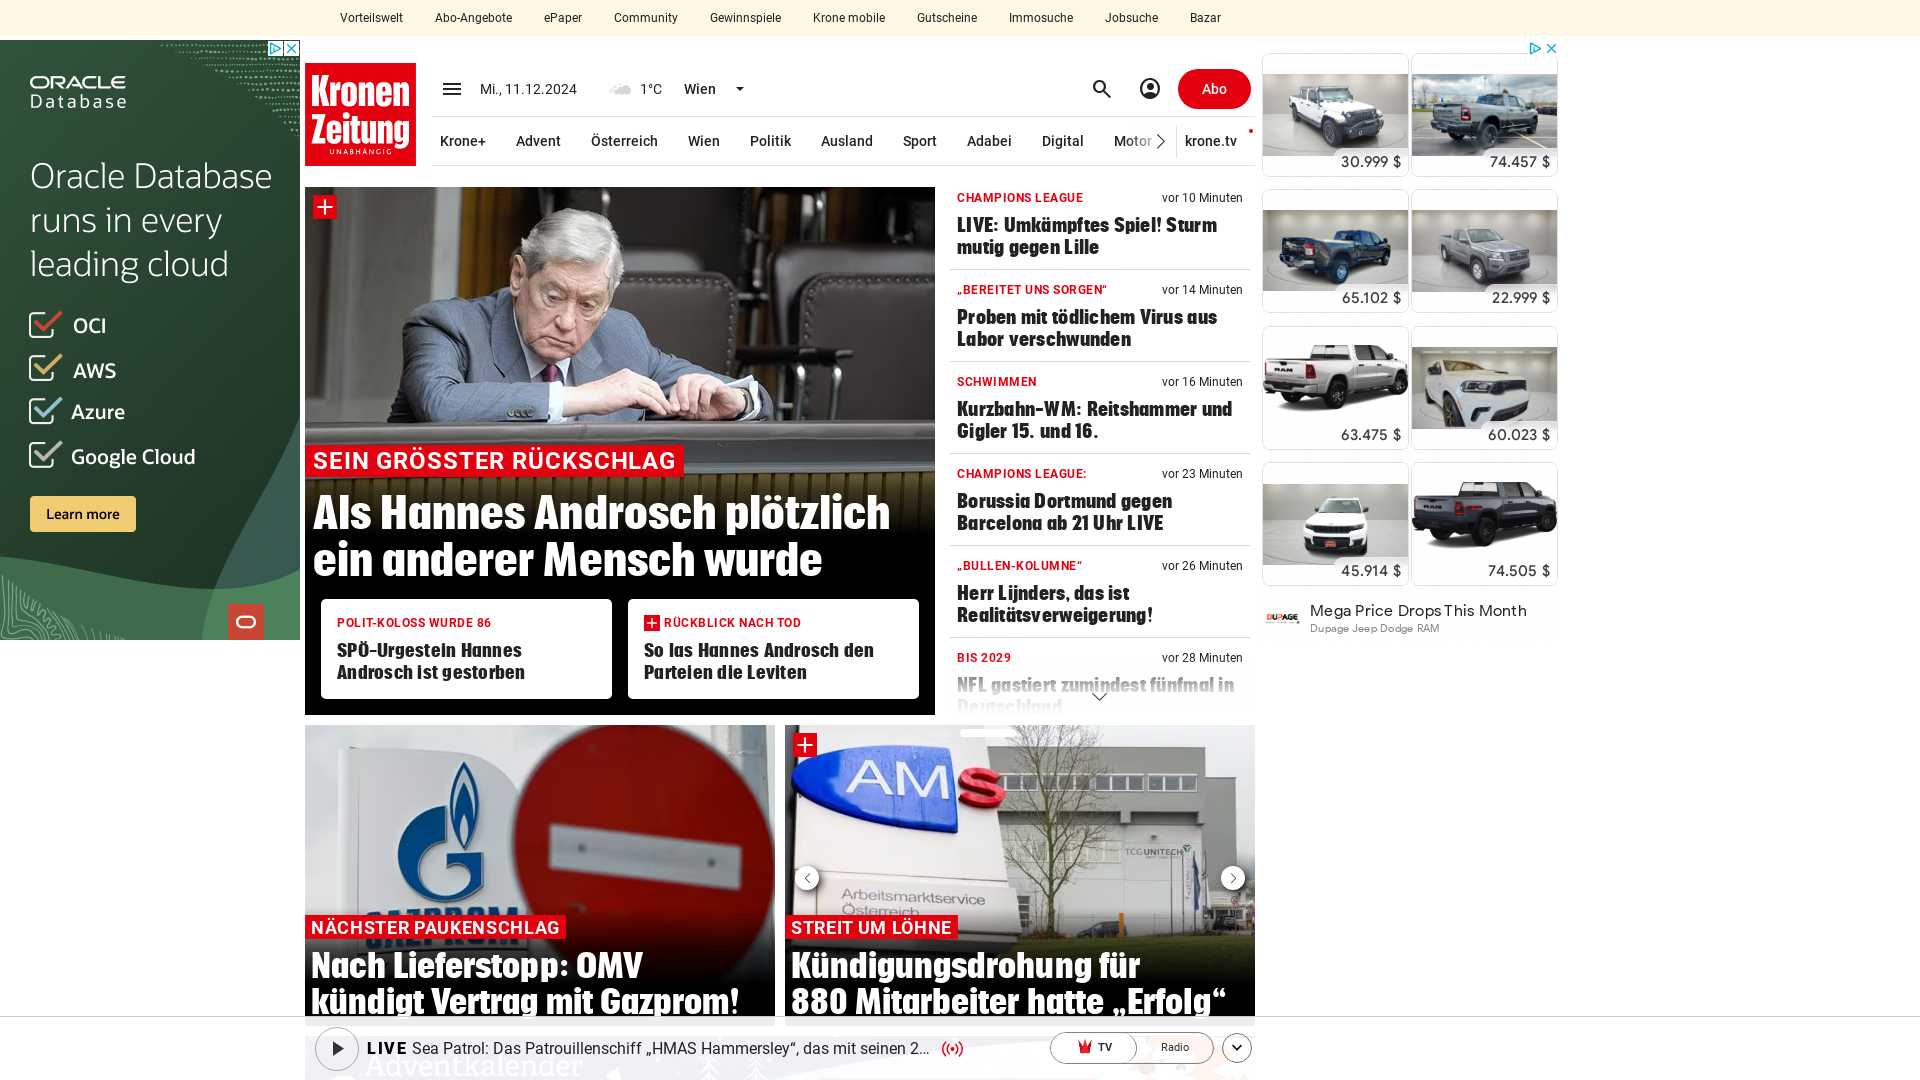 Vorteilswelt
Abo-Angebote
ePaper
Community
Gewinnspiele
Krone mobile
Gutscheine
Immosuche
Jobsuche
Bazar
ORACLE
Database
Oracle Database
runs in every
leading cloud
OCI
AWS
Azure
Google Cloud
Learn more
Kronen
Zeitung
UNABHÄNGIG
Mi., 11.12.2024
1°C
Wien
Abo
Krone+
Advent
Österreich
Wien
Politik
Ausland
Sport
Adabei
Digital
Motor
krone.tv
SEIN GRÖSSTER RÜCKSCHLAG
Als Hannes Androsch plötzlich
ein anderer Mensch wurde
POLIT-KOLOSS WURDE 86
SPÖ-Urgestein Hannes
Androsch ist gestorben
RÜCKBLICK NACH TOD
So las Hannes Androsch den
Parteien die Leviten
CHAMPIONS LEAGUE
vor 10 Minuten
LIVE: Umkämpftes Spiel! Sturm
mutig gegen Lille
„BEREITET UNS SORGEN“
vor 14 Minuten
Proben mit tödlichem Virus aus
Labor verschwunden
SCHWIMMEN
vor 16 Minuten
Kurzbahn-WM: Reitshammer und
Gigler 15. und 16.
CHAMPIONS LEAGUE:
vor 23 Minuten
Borussia Dortmund gegen
Barcelona ab 21 Uhr LIVE
„BULLEN-KOLUMNE“
vor 26 Minuten
Herr Lijnders, das ist
Realitätsverweigerung!
BIS 2029
vor 28 Minuten
NFL gastiert zumindest fünfmal in
Deutschland
30.999 $
74.457 $
65.102 $
22.999 $
63.475 $
60.023 $
45.914 $
74.505 $
DUPAGE
Mega Price Drops This Month
Dupage Jeep Dodge RAM
GAZPROM
NÄCHSTER PAUKENSCHLAG
Nach Lieferstopp: OMV
kündigt Vertrag mit Gazprom!
AMS
TCG UNITECH
Arbeitsmarktservice
Österreich
STREIT UM LÖHNE
Kündigungsdrohung für
880 Mitarbeiter hatte „Erfolg“
LIVE Sea Patrol: Das Patrouillenschiff „HMAS Hammersley“, das mit seinen 2...
TV
Radio
Adventkalender